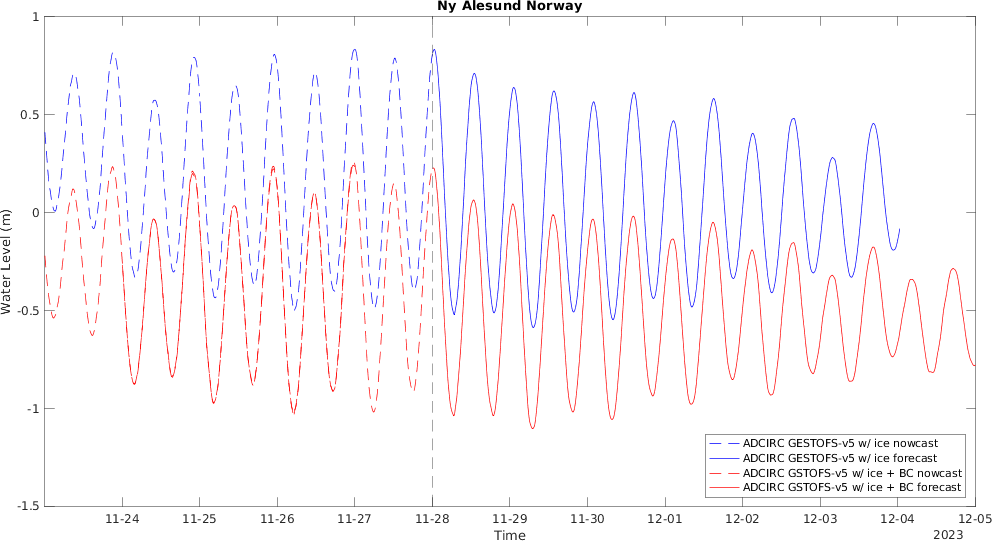 Ny Alesund Norway
1
0.5
0
-0.5
-1
-1.5
Water Level (m)
ADCIRC GESTOFS-v5 w/ ice nowcast
ADCIRC GESTOFS-v5 w/ ice forecast
ADCIRC GSTOFS-v5 w/ ice + BC nowcast
ADCIRC GSTOFS-v5 w/ ice + BC forecast
11-24 11-25 11-26 11-27 11-28 11-29 11-30 12-01 12-02 12-03 12-04 12-05
Time 2023